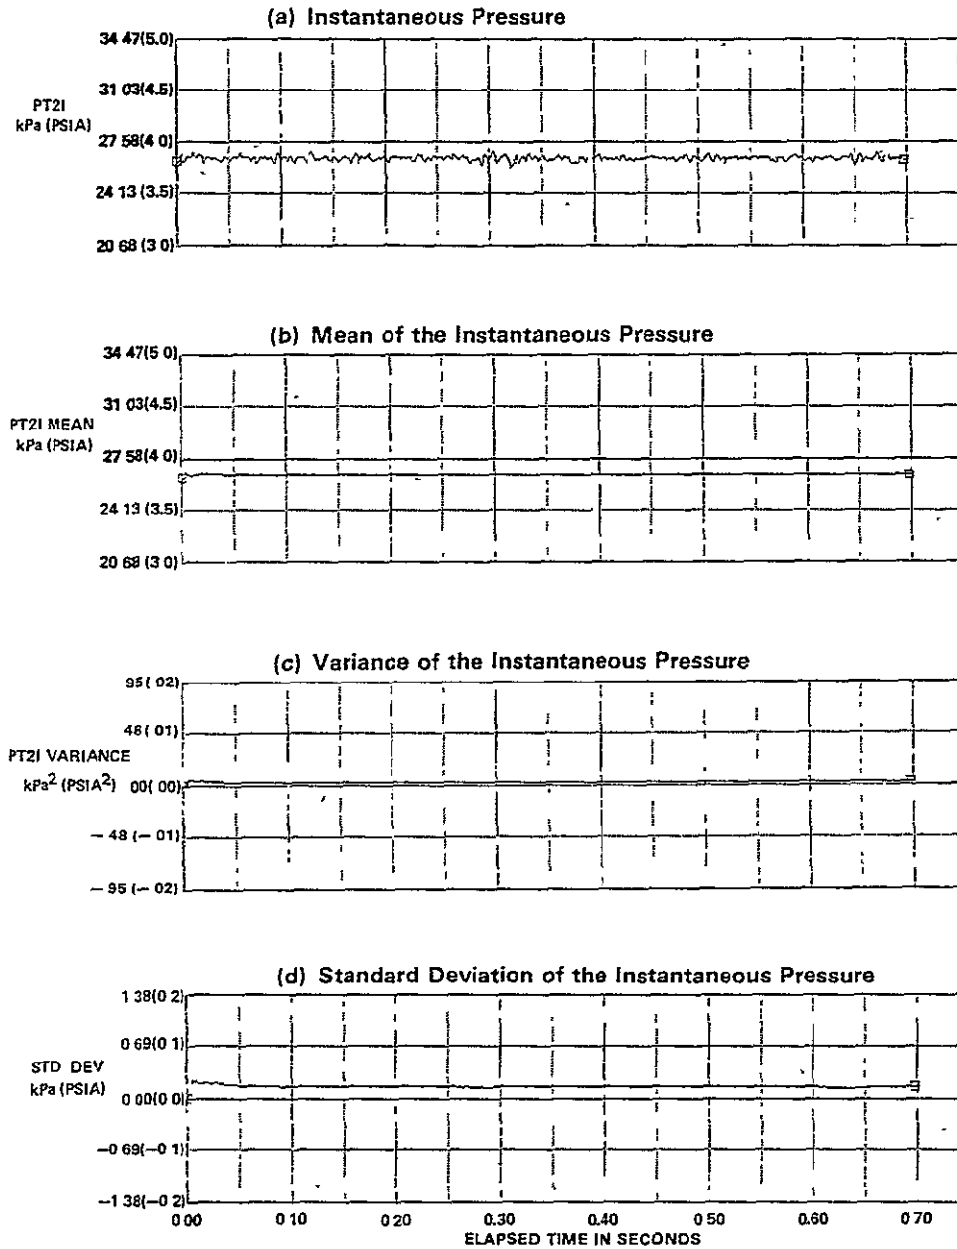 (a) Instantaneous Pressure
34 47(5.0)
31 03(4.5)
PT2I
kPa (PSIA)
27 58(4 0)
24 13 (3.5)
20 68 (3 0)
(b) Mean of the Instantaneous Pressure
34 47(5 0)
31 03(4.5)
PT2I MEAN
kPa (PSIA)
27 58(4 0)
24 13 (3.5)
20 68 (3 0)
(c) Variance of the Instantaneous Pressure
95( 02)
48( 01)
PT2I VARIANCE
kPa² (PSIA²)
00( 00)
− 48 (− 01)
− 95 (− 02)
(d) Standard Deviation of the Instantaneous Pressure
1 38(0 2)
0 69(0 1)
STD DEV
kPa (PSIA)
0 00(0 0)
−0 69(−0 1)
−1 38(−0 2)
0 00 0 10 0 20 0.30 0.40 0 50 0.60 0 70
ELAPSED TIME IN SECONDS